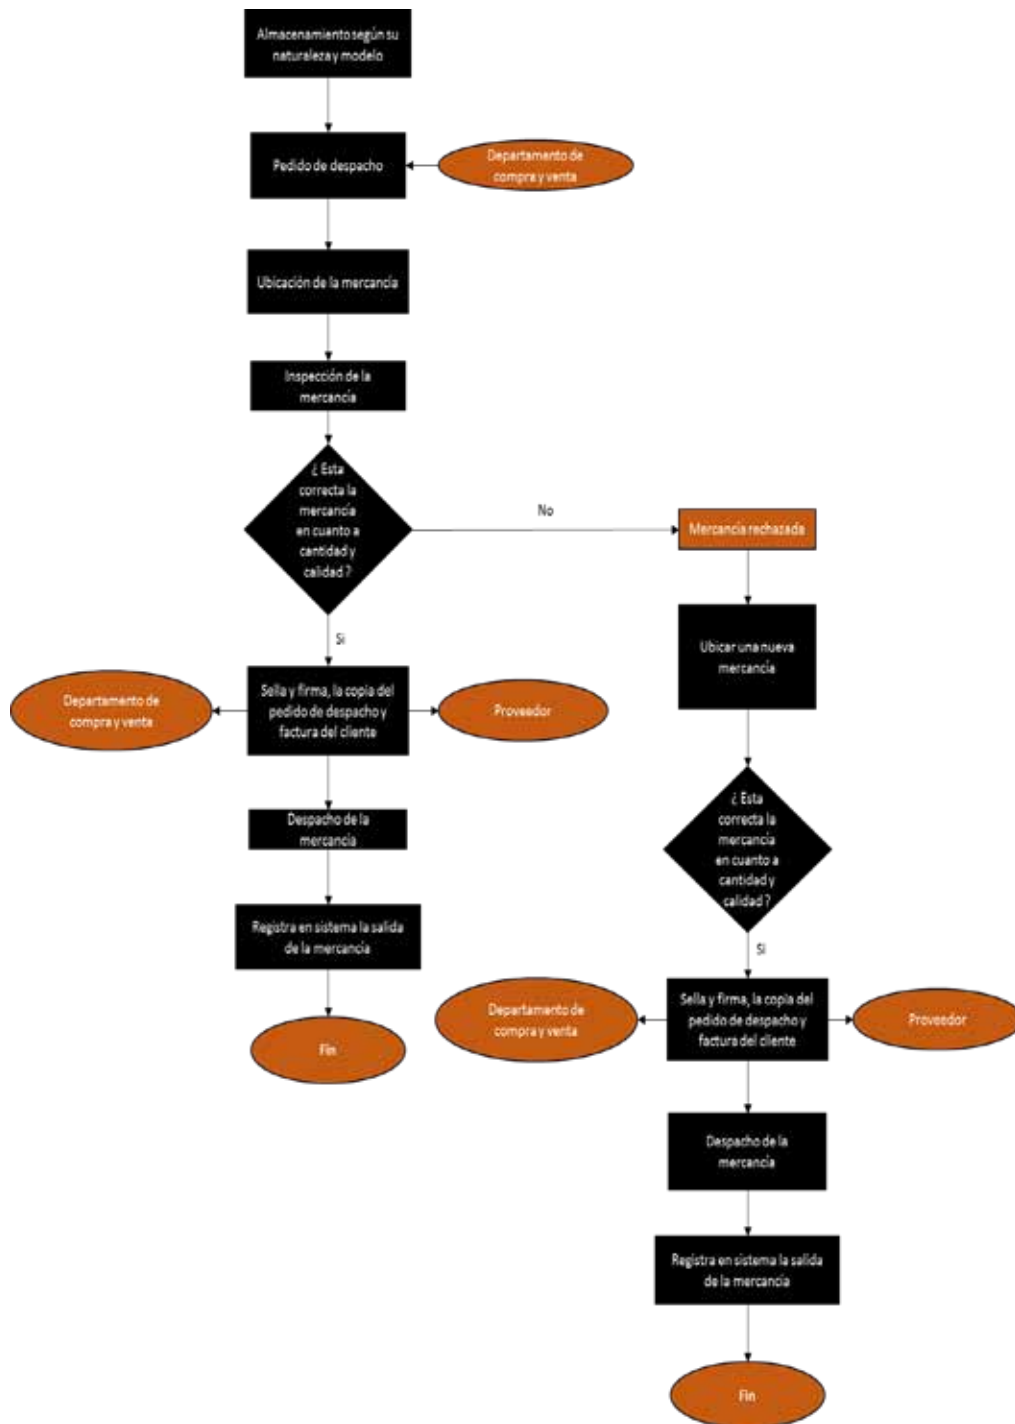 Almacenamiento según su
naturaleza y modelo
Pedido de despacho
Departamento de
compra y venta
Ubicación de la mercancía
Inspección de la
mercancía
¿ Esta
correcta la
mercancía
en cuanto a
cantidad y
calidad ?
No
Mercancía rechazada
Si
Ubicar una nueva
mercancía
Departamento de
compra y venta
Sella y firma, la copia del
pedido de despacho y
factura del cliente
Proveedor
¿ Esta
correcta la
mercancía
en cuanto a
cantidad y
calidad ?
Despacho de la
mercancía
Registra en sistema la salida
de la mercancía
Si
Fin
Departamento de
compra y venta
Sella y firma, la copia del
pedido de despacho y
factura del cliente
Proveedor
Despacho de la
mercancía
Registra en sistema la salida
de la mercancía
Fin